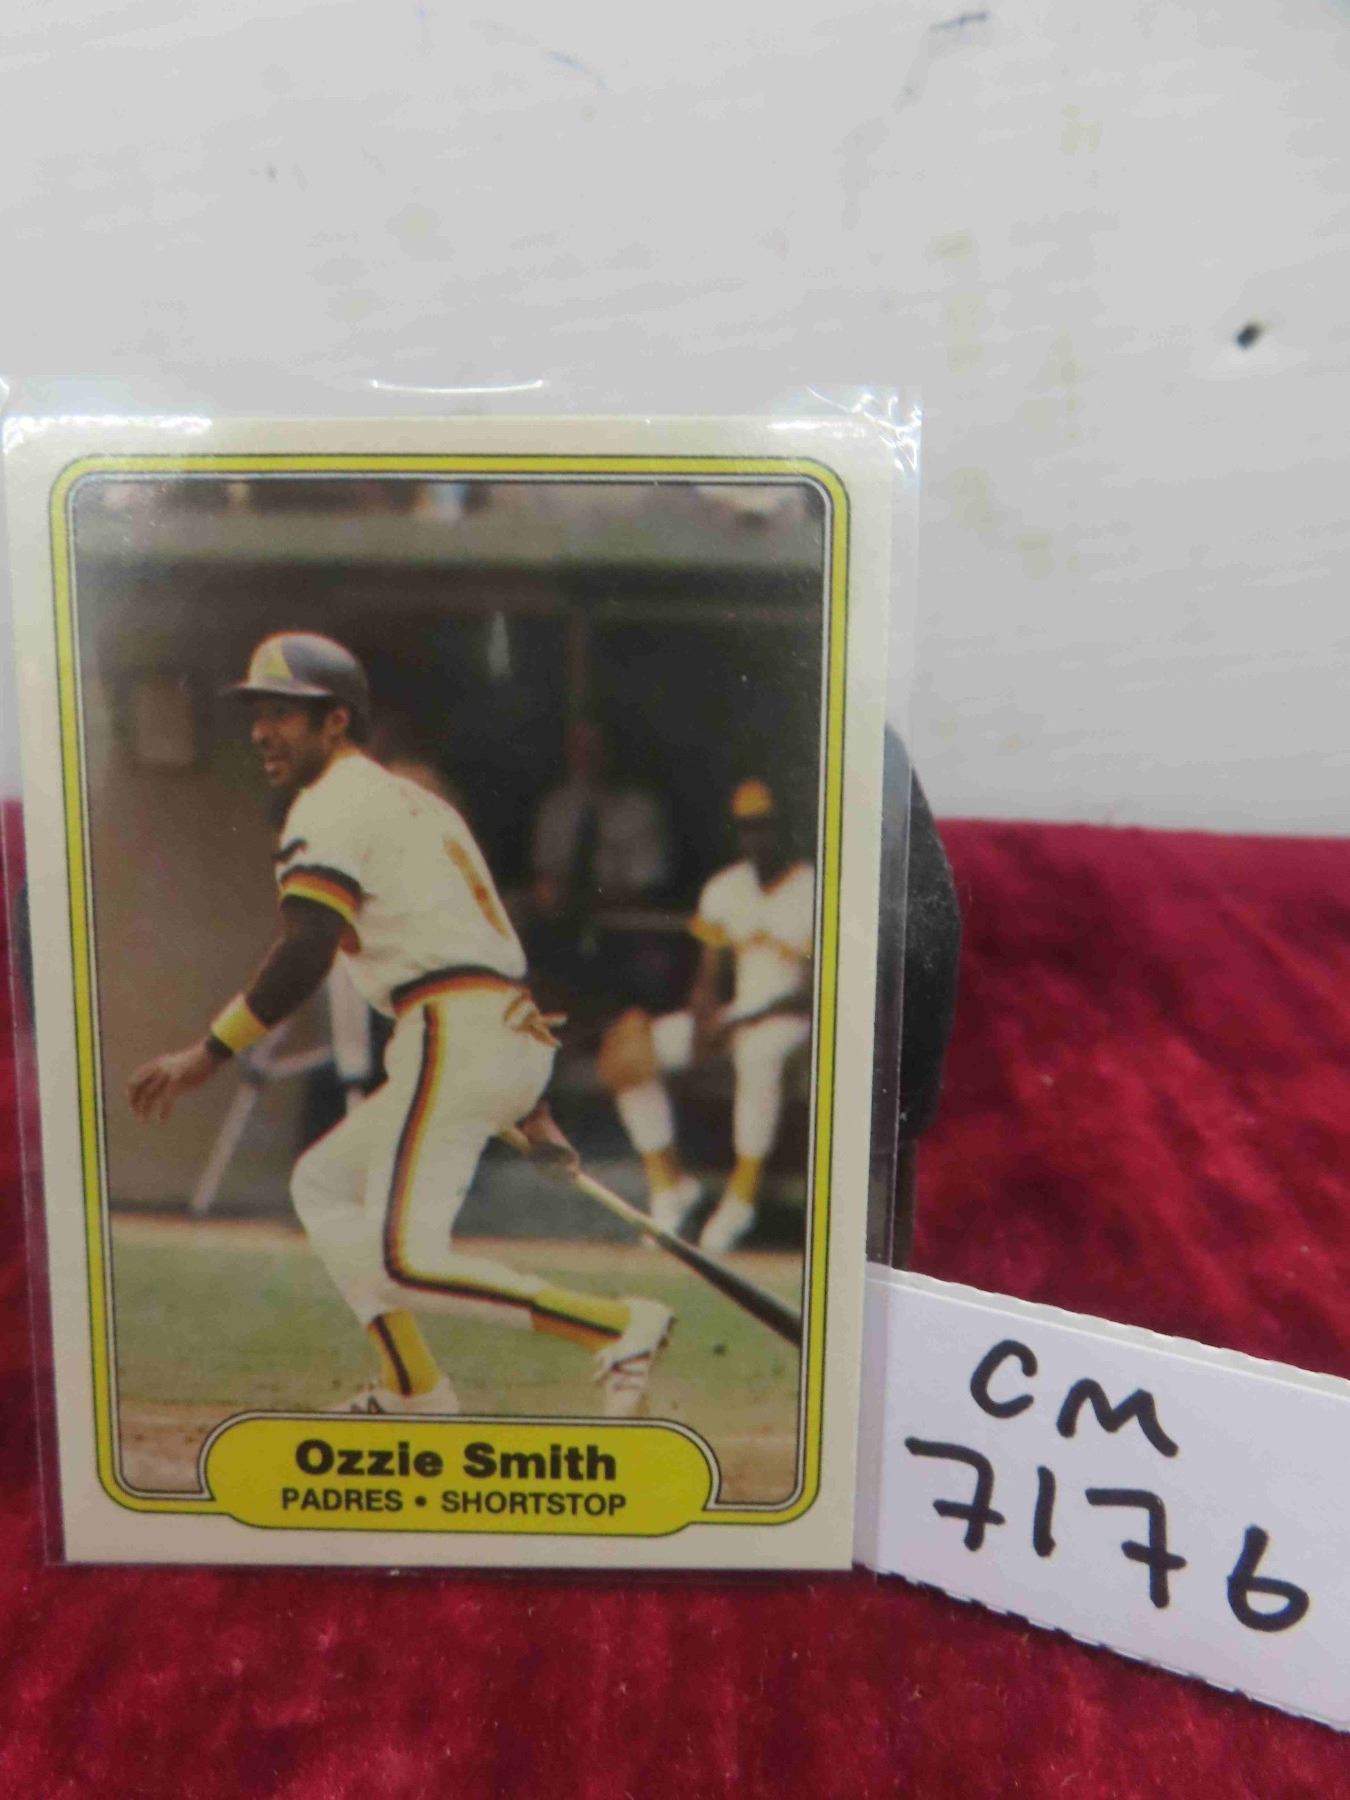 Ozzie Smith
PADRES • SHORTSTOP
CM
7176